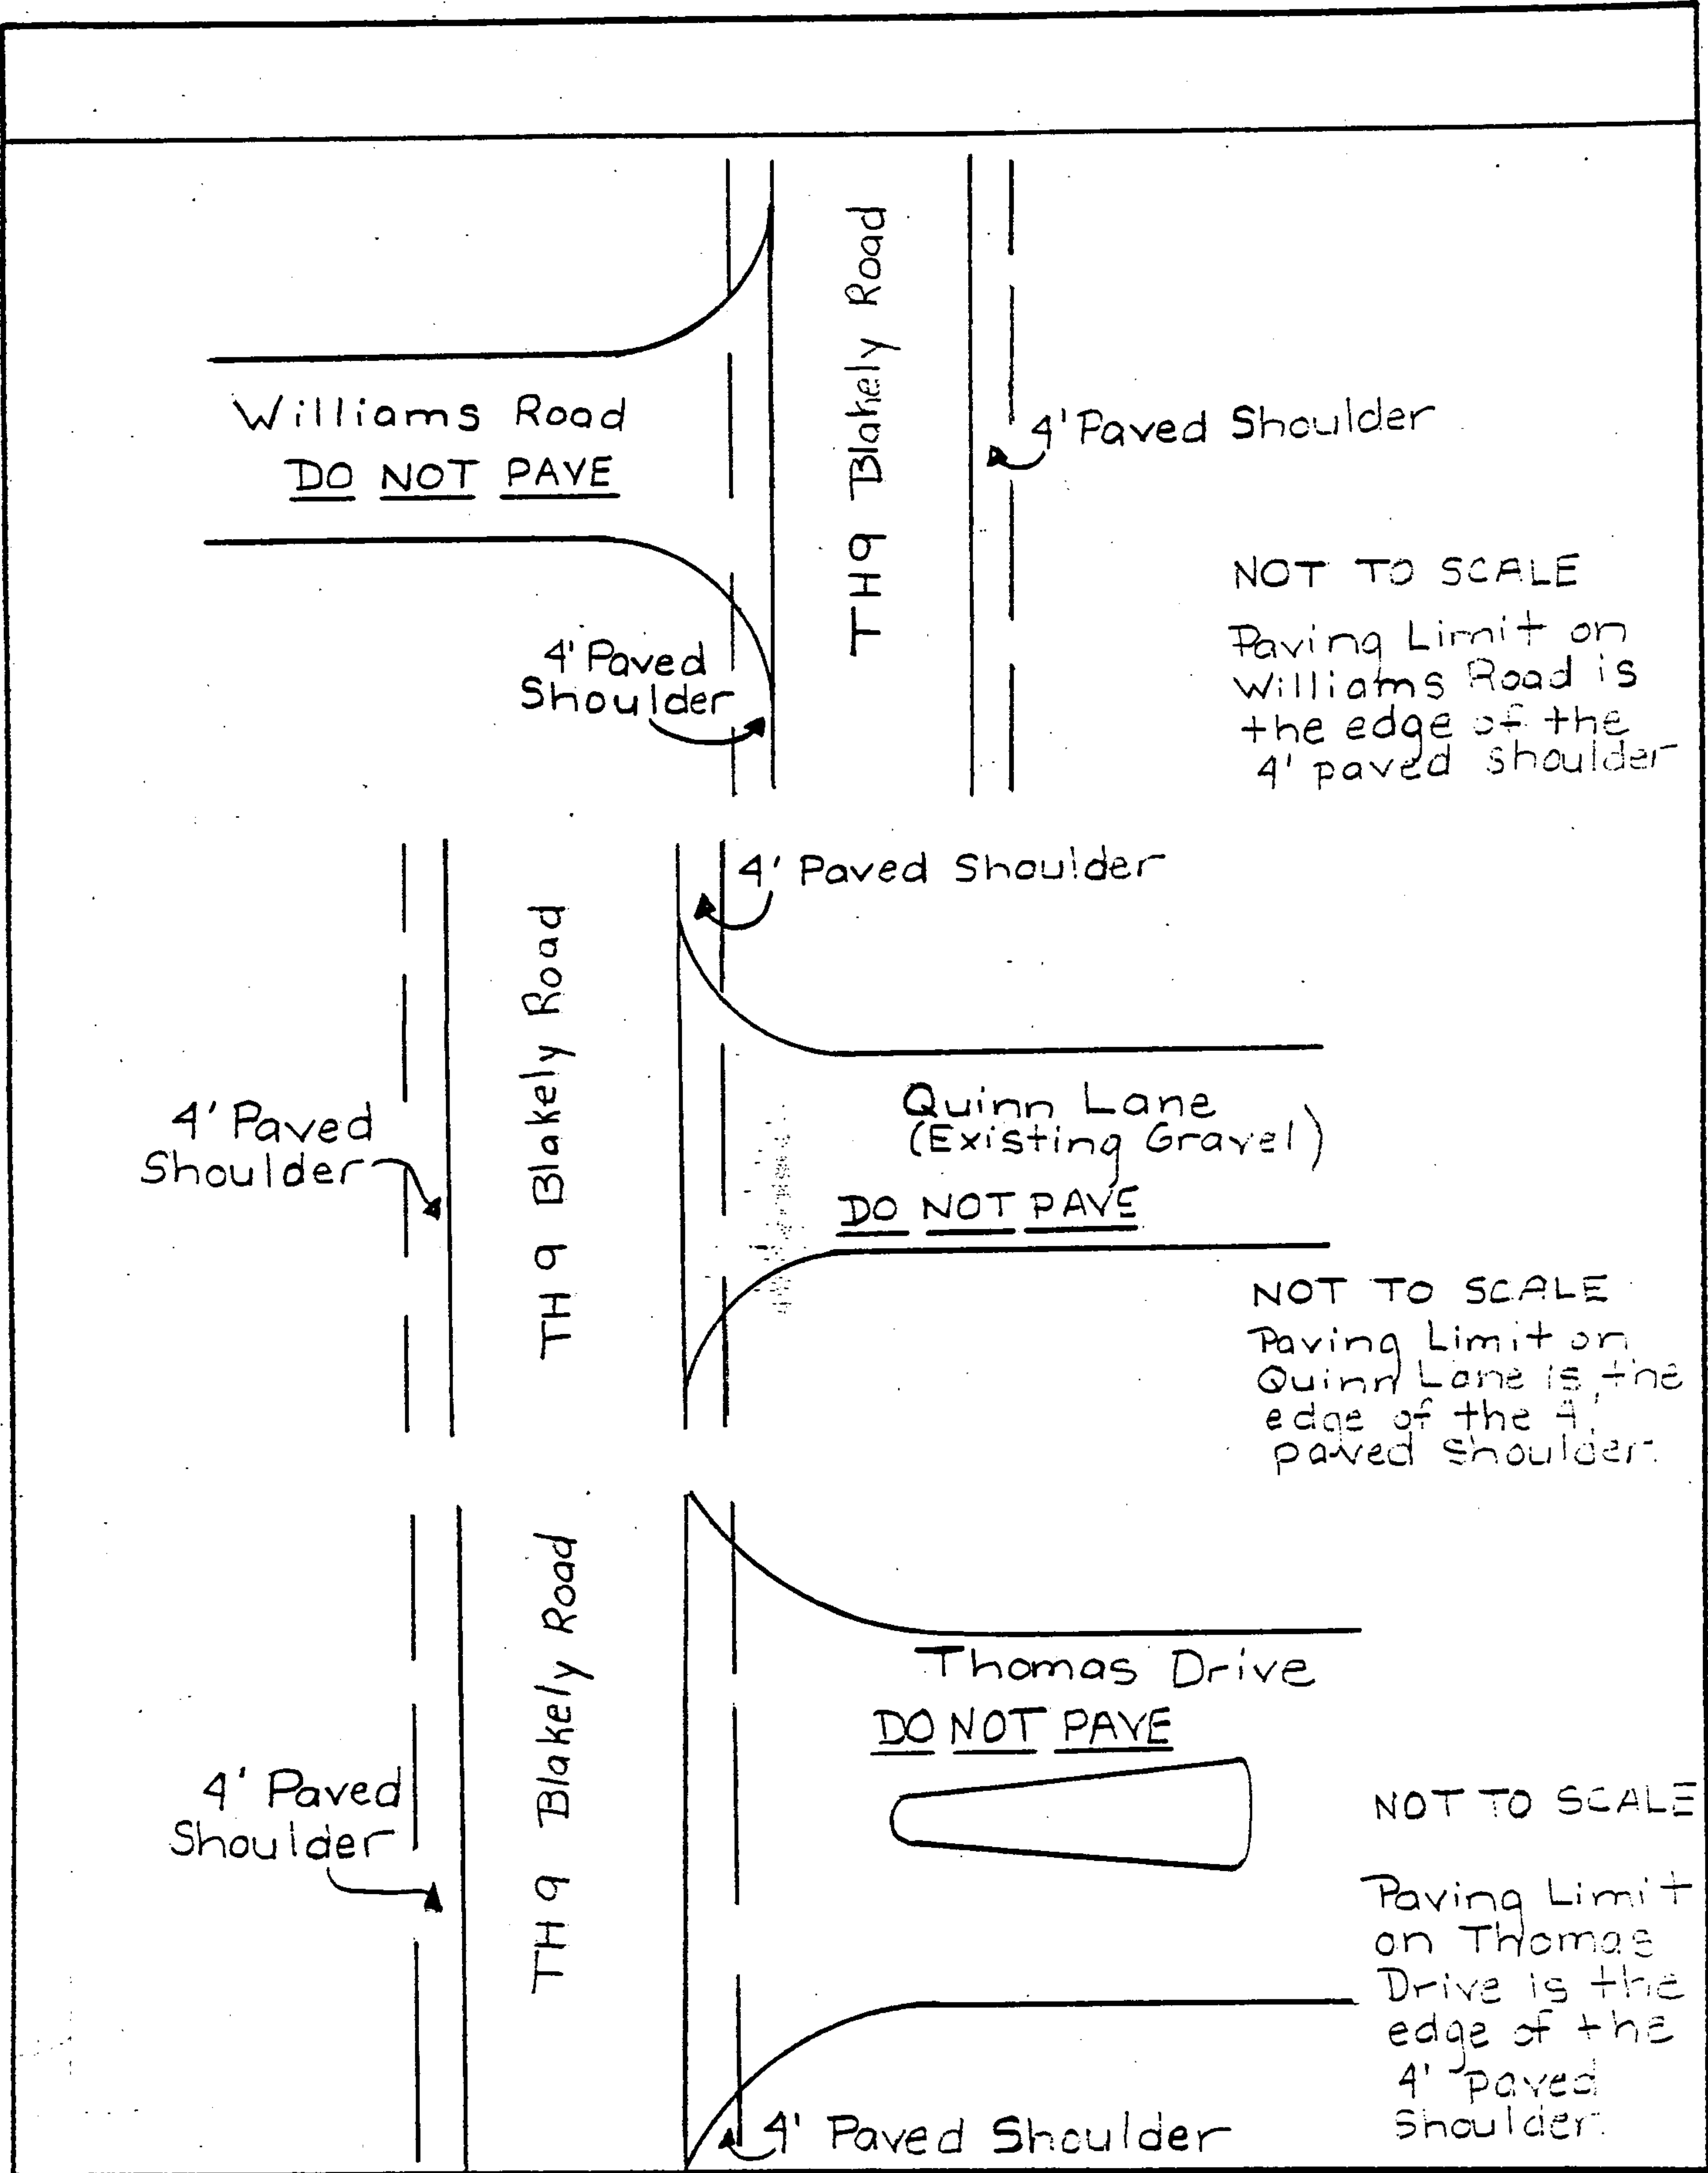 TH 9 Blakely Road
Williams Road
DO NOT PAVE
4' Paved Shoulder
4' Paved
Shoulder
NOT TO SCALE
Paving Limit on
Williams Road is
the edge of the
4' paved shoulder
4' Paved Shoulder
TH 9 Blakely Road
4' Paved
Shoulder
Quinn Lane
(Existing Gravel)
DO NOT PAVE
NOT TO SCALE
Paving Limit on
Quinn Lane is the
edge of the 4'
paved shoulder.
TH 9 Blakely Road
Thomas Drive
DO NOT PAVE
4' Paved
Shoulder
NOT TO SCALE
Paving Limit
on Thomas
Drive is the
edge of the
4' paved
shoulder.
4' Paved Shoulder